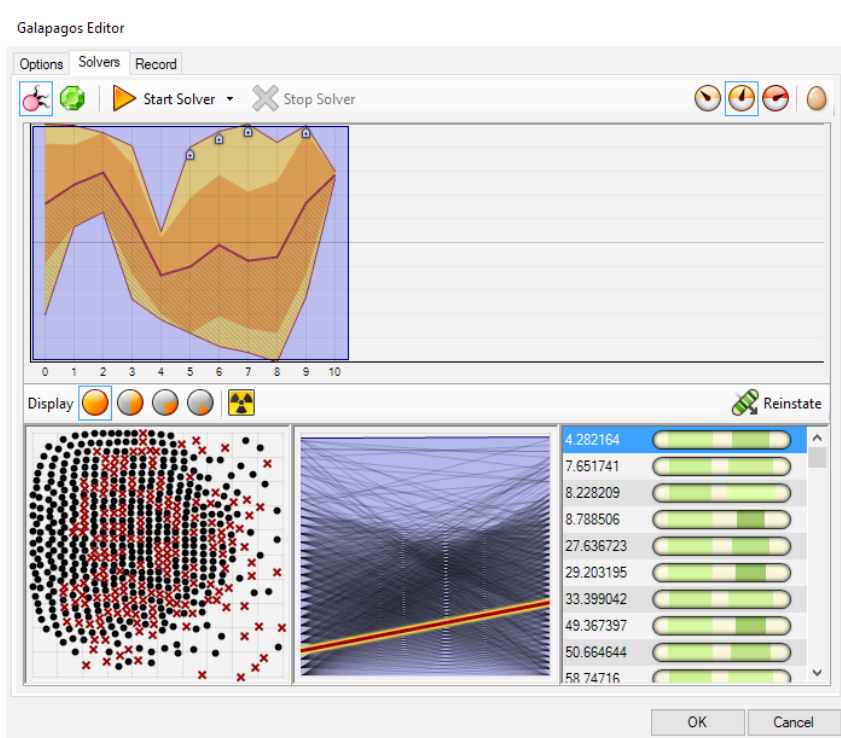 Galapagos Editor
Options Solvers Record
Start Solver Stop Solver
0 1 2 3 4 5 6 7 8 9 10
Display Reinstate
4.282164
7.651741
8.228209
8.788506
27.636723
29.203195
33.399042
49.367397
50.664644
58.74716
OK Cancel